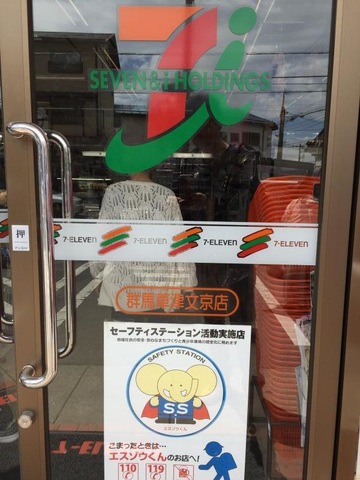 SEVEN&i HOLDINGS
押
7-ELEVEN 7-ELEVEN 7-ELEVEN 7-ELEVEN
群馬草津文京店
セーフティステーション活動実施店
SAFETY STATION
SS
エスゾウくん
こまったときは…
エスゾウくんのお店へ!
110 119